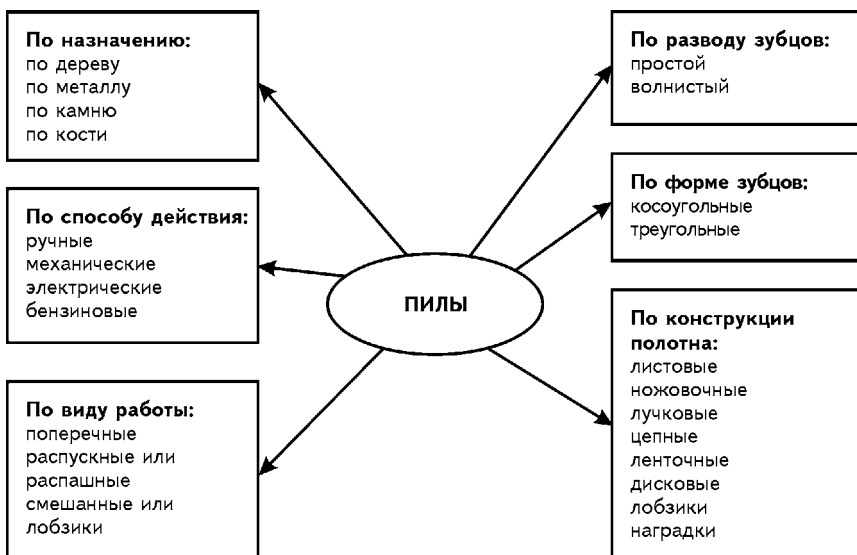 По назначению:
по дереву
по металлу
по камню
по кости
По способу действия:
ручные
механические
электрические
бензиновые
По виду работы:
поперечные
распускные или
распашные
смешанные или
лобзики
ПИЛЫ
По разводу зубцов:
простой
волнистый
По форме зубцов:
косоугольные
треугольные
По конструкции
полотна:
листовые
ножовочные
лучковые
цепные
ленточные
дисковые
лобзики
наградки